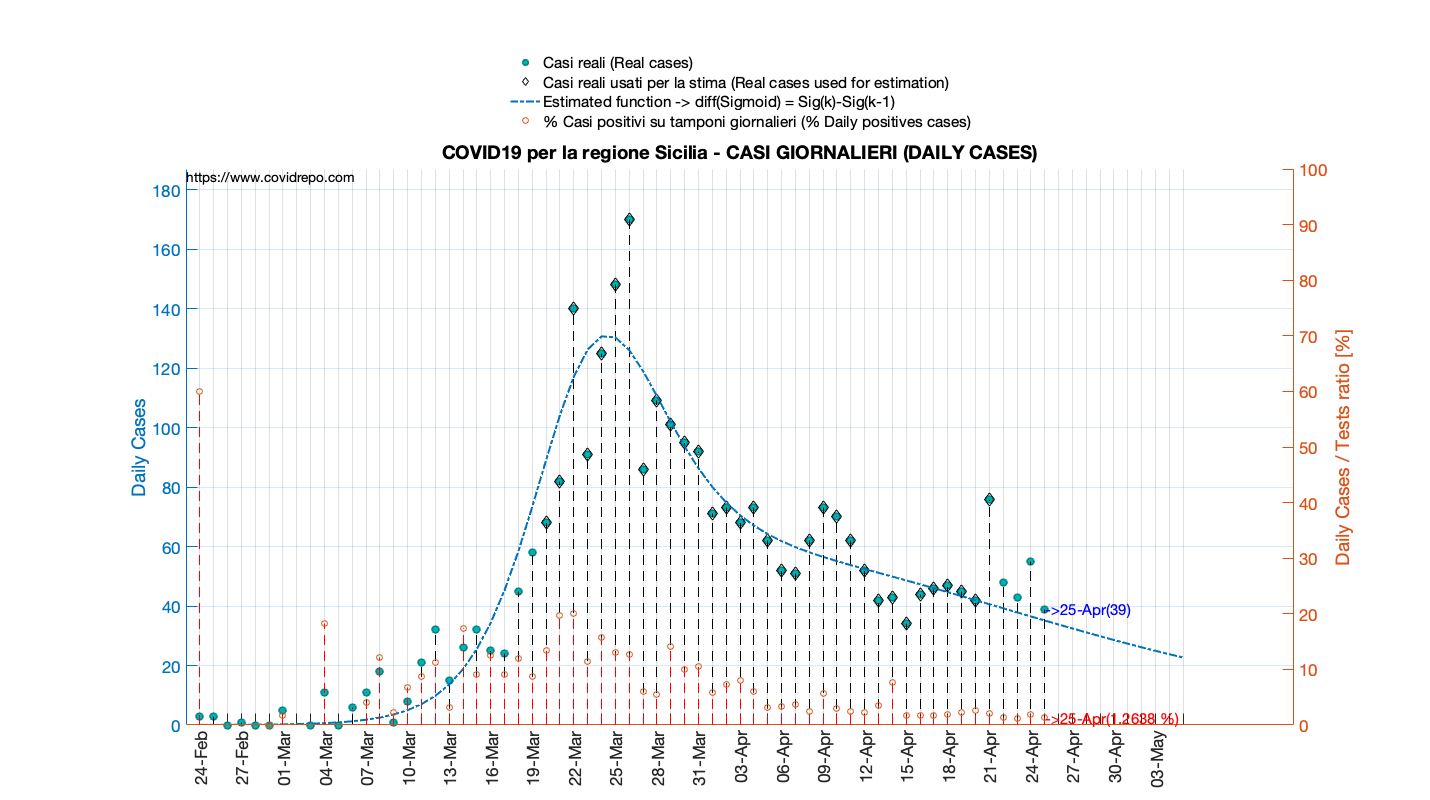 Casi reali (Real cases)
Casi reali usati per la stima (Real cases used for estimation)
Estimated function -> diff(Sigmoid) = Sig(k)-Sig(k-1)
% Casi positivi su tamponi giornalieri (% Daily positives cases)
COVID19 per la regione Sicilia - CASI GIORNALIERI (DAILY CASES)
https://www.covidrepo.com
180
160
140
120
100
80
60
40
20
0
Daily Cases
100
90
80
70
60
50
40
30
20
10
0
Daily Cases / Tests ratio [%]
->25-Apr(39)
->25-Apr(1.2638 %)
24-Feb
27-Feb
01-Mar
04-Mar
07-Mar
10-Mar
13-Mar
16-Mar
19-Mar
22-Mar
25-Mar
28-Mar
31-Mar
03-Apr
06-Apr
09-Apr
12-Apr
15-Apr
18-Apr
21-Apr
24-Apr
27-Apr
30-Apr
03-May